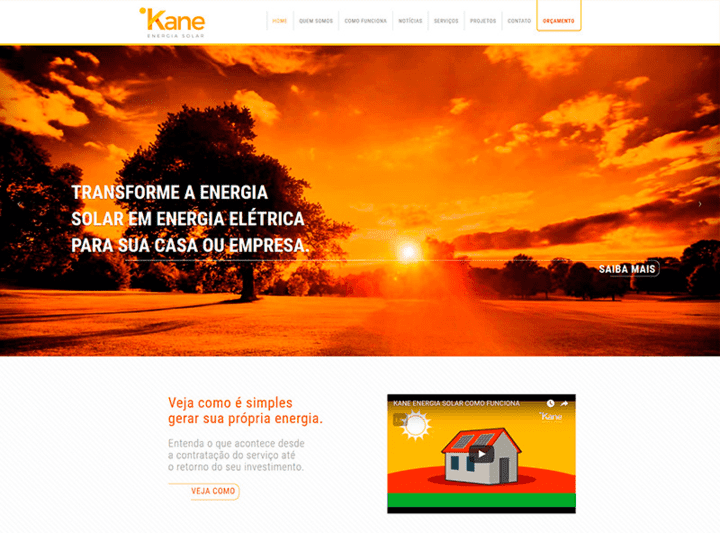 Kane
ENERGIA SOLAR
HOME
QUEM SOMOS
COMO FUNCIONA
NOTÍCIAS
SERVIÇOS
PROJETOS
CONTATO
ORÇAMENTO
TRANSFORME A ENERGIA
SOLAR EM ENERGIA ELÉTRICA
PARA SUA CASA OU EMPRESA.
SAIBA MAIS
Veja como é simples
gerar sua própria energia.
Entenda o que acontece desde
a contratação do serviço até
o retorno do seu investimento.
VEJA COMO
KANE ENERGIA SOLAR COMO FUNCIONA
Kane